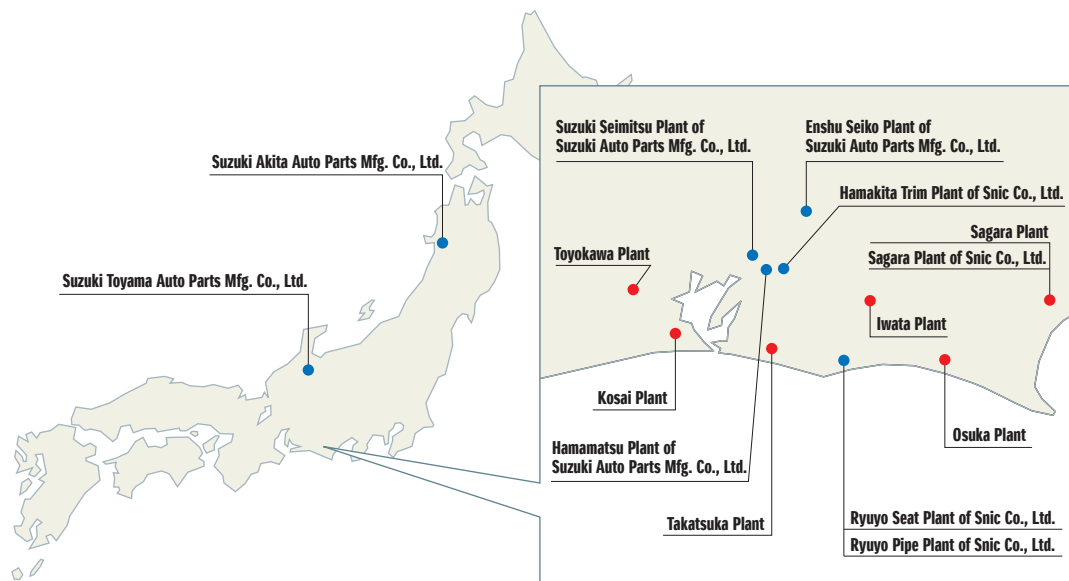 Suzuki Akita Auto Parts Mfg. Co., Ltd.
Suzuki Toyama Auto Parts Mfg. Co., Ltd.
Suzuki Seimitsu Plant of
Suzuki Auto Parts Mfg. Co., Ltd.
Enshu Seiko Plant of
Suzuki Auto Parts Mfg. Co., Ltd.
Hamakita Trim Plant of Snic Co., Ltd.
Sagara Plant
Sagara Plant of Snic Co., Ltd.
Toyokawa Plant
Iwata Plant
Kosai Plant
Osuka Plant
Hamamatsu Plant of
Suzuki Auto Parts Mfg. Co., Ltd.
Takatsuka Plant
Ryuyo Seat Plant of Snic Co., Ltd.
Ryuyo Pipe Plant of Snic Co., Ltd.